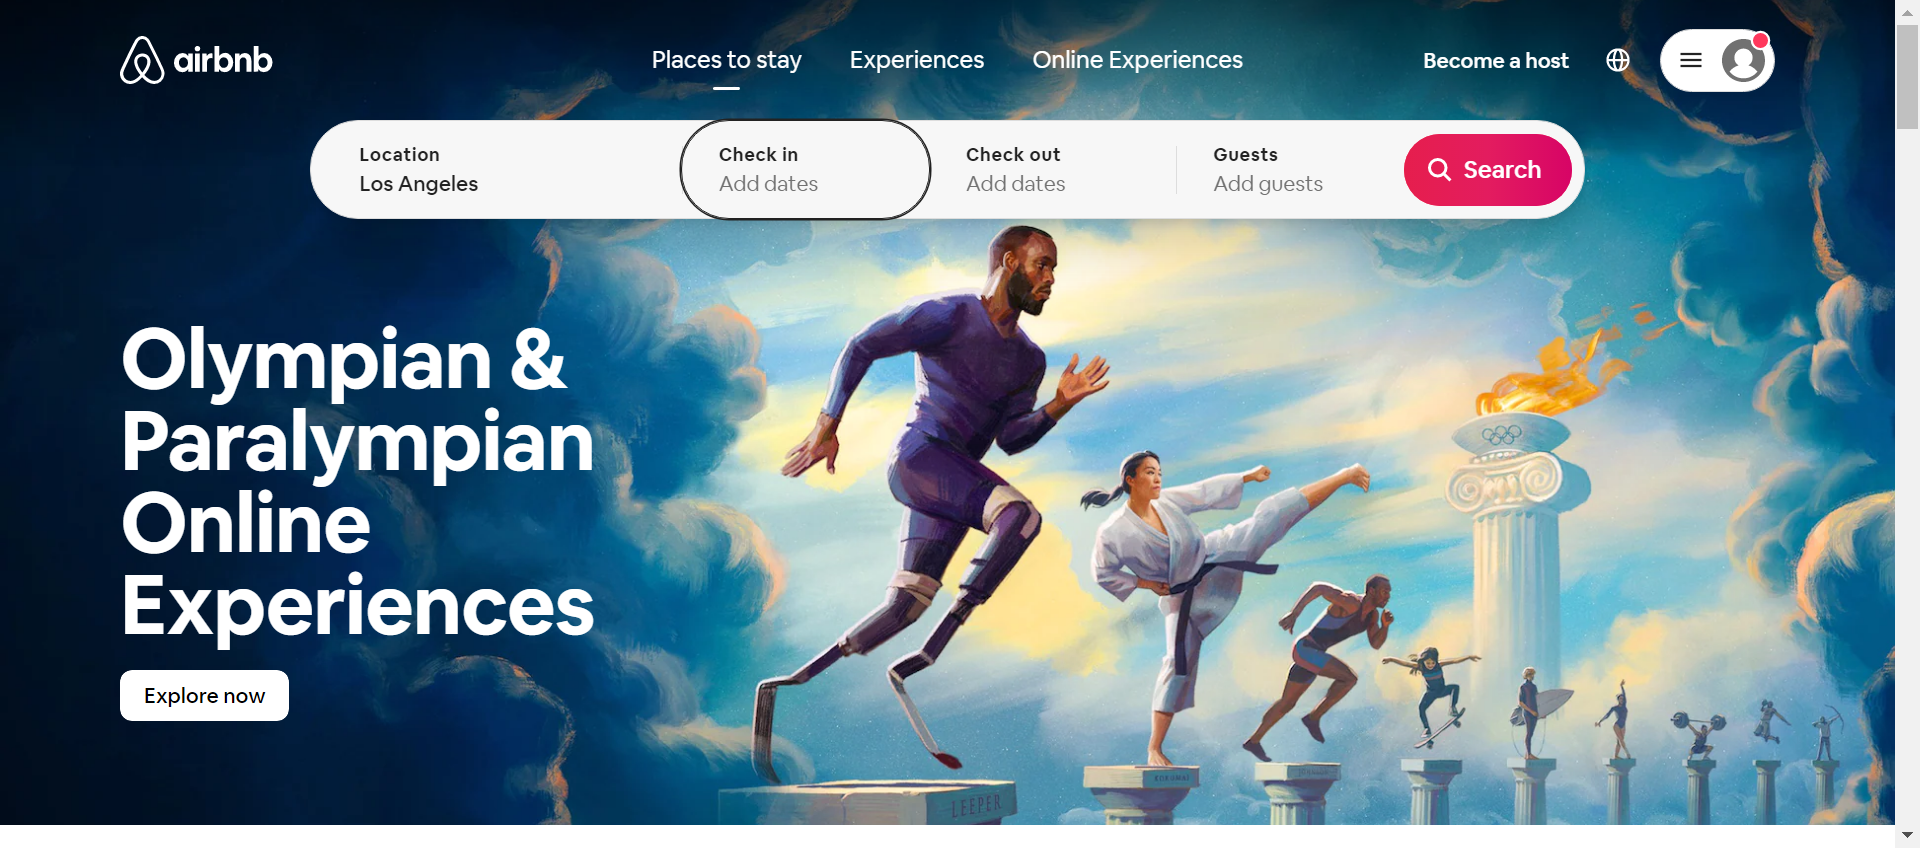 airbnb
Places to stay
Experiences
Online Experiences
Become a host
Location
Los Angeles
Check in
Add dates
Check out
Add dates
Guests
Add guests
Search
Olympian &
Paralympian
Online
Experiences
Explore now
LEEPER